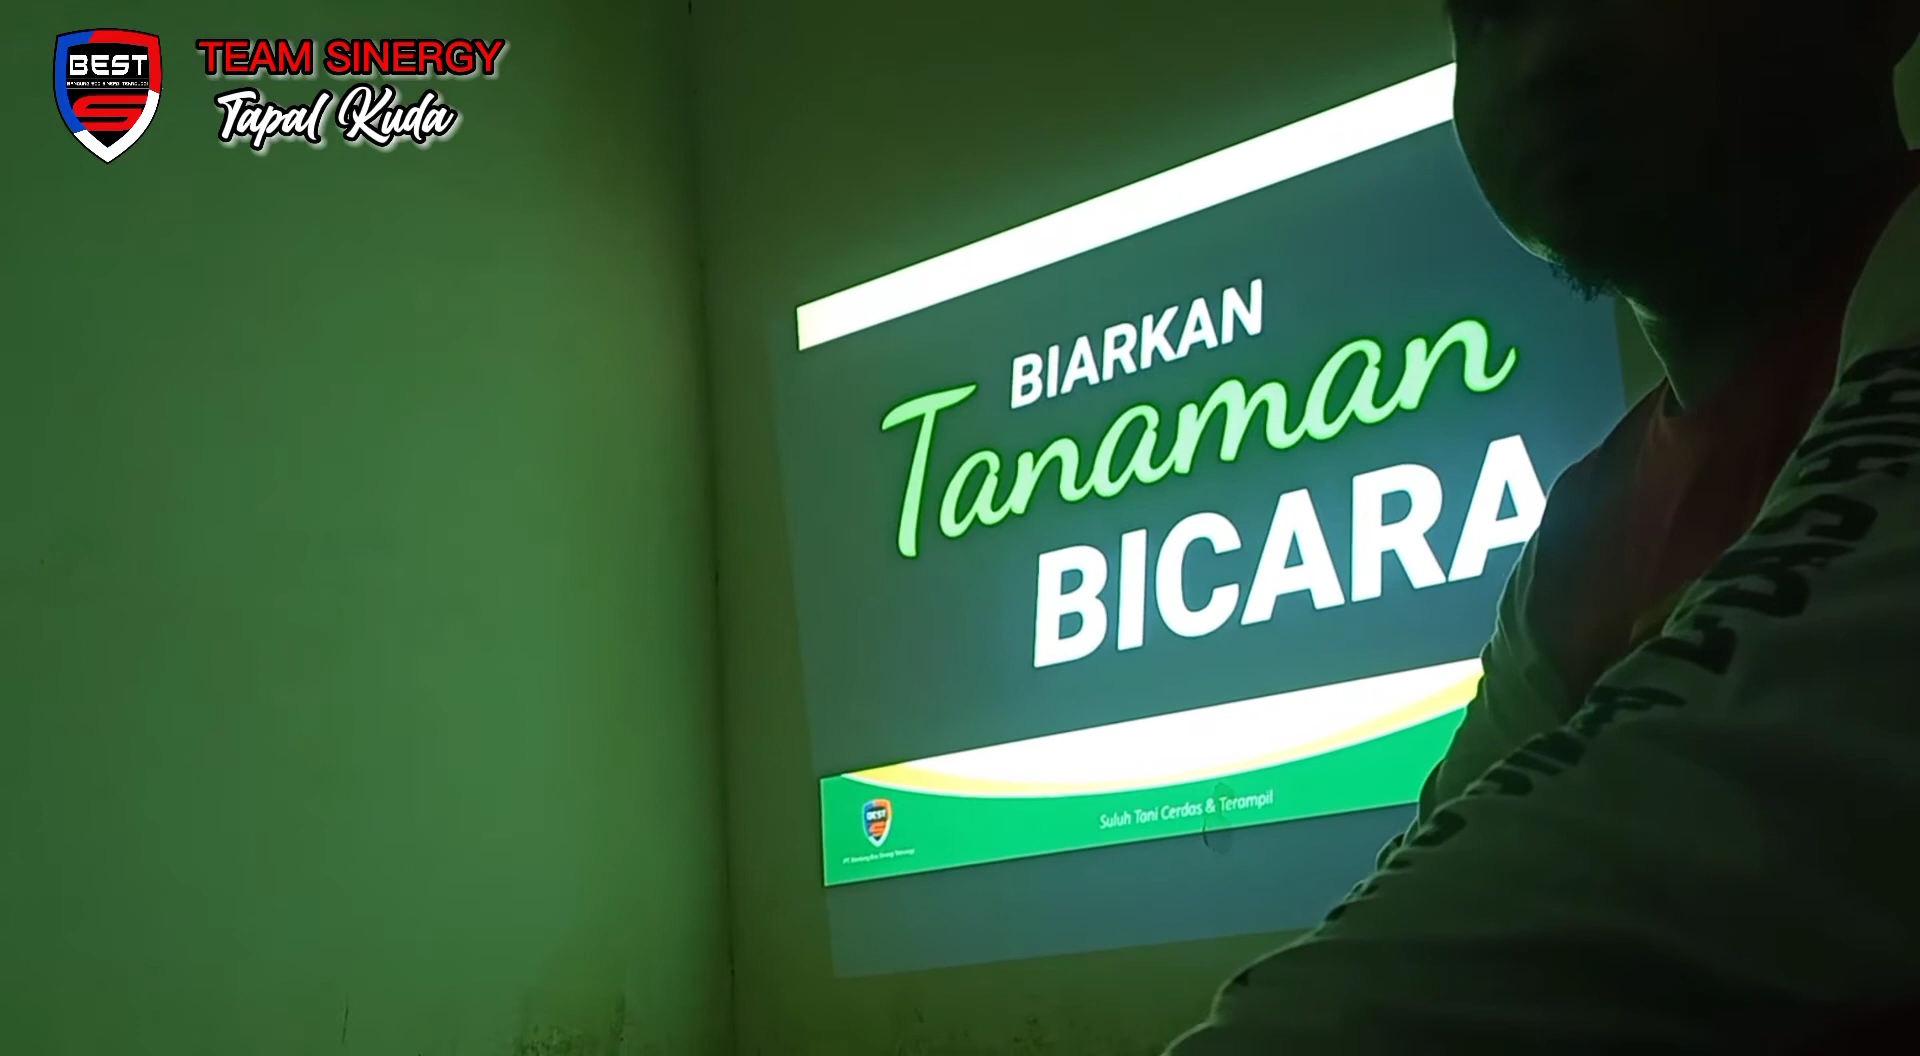 BEST
TEAM SINERGY
Tapal Kuda
BIARKAN
Tanaman
BICARA
BEST
Suluh Tani Cerdas & Terampil